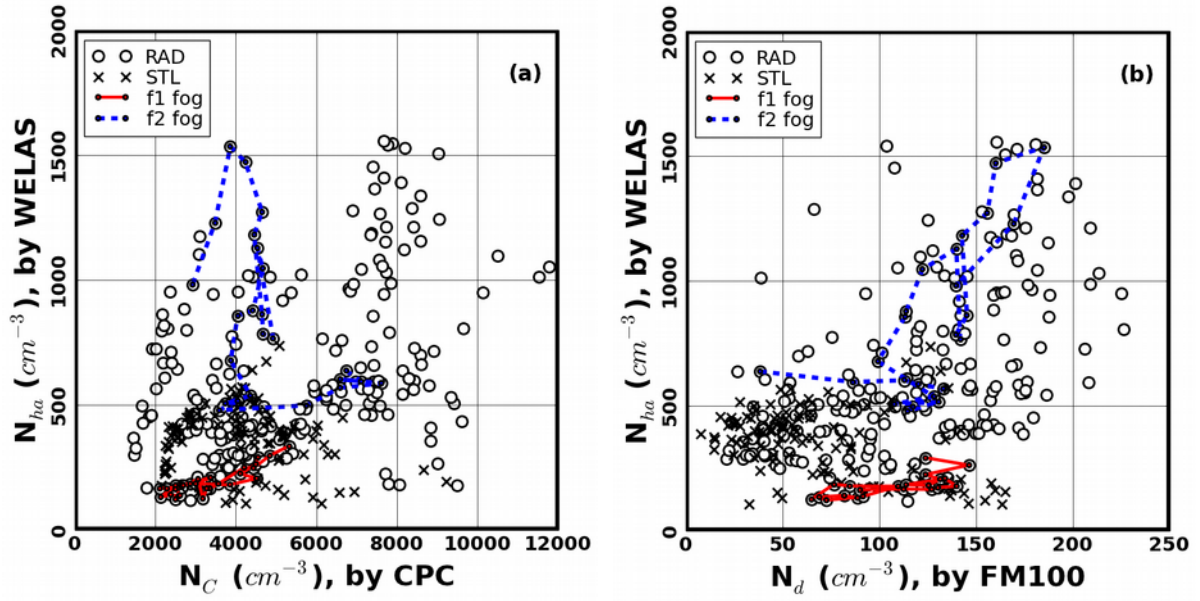 2000
1500
1000
500
0
N_ha (cm^-3), by WELAS
RAD
STL
f1 fog
f2 fog
(a)
0 2000 4000 6000 8000 10000 12000
N_C (cm^-3), by CPC
2000
1500
1000
500
0
N_ha (cm^-3), by WELAS
RAD
STL
f1 fog
f2 fog
(b)
0 50 100 150 200 250
N_d (cm^-3), by FM100